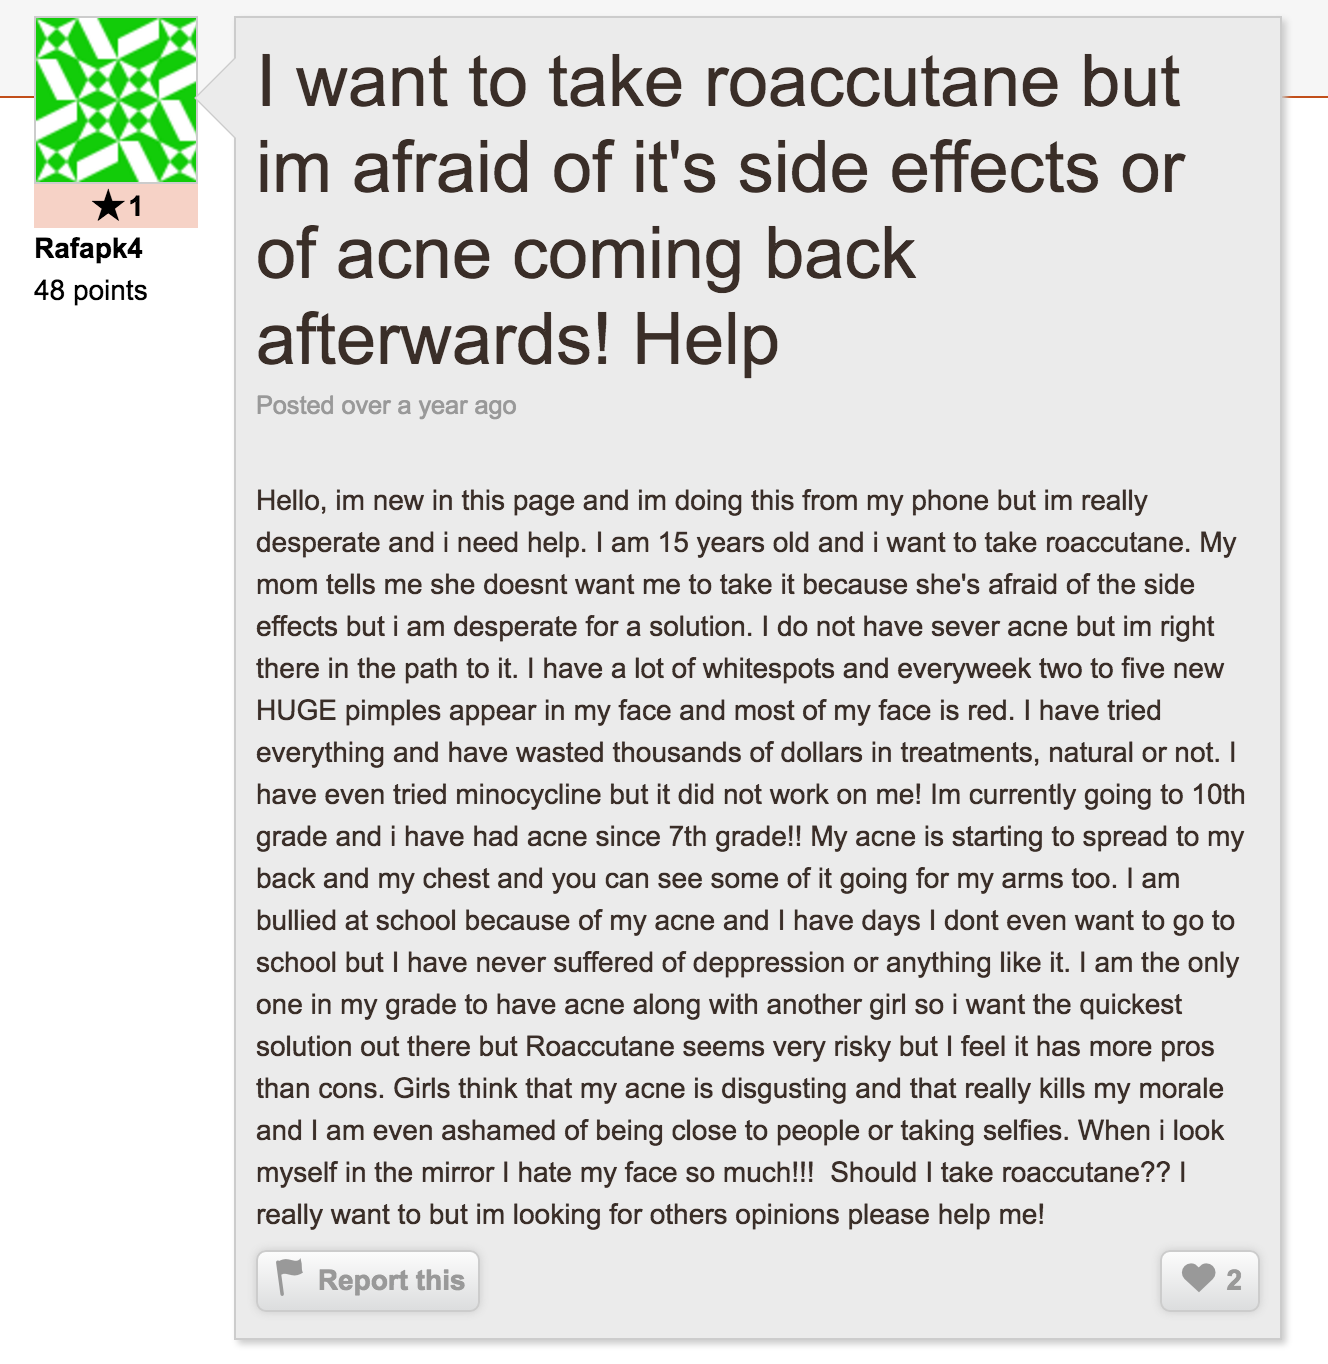 I want to take roaccutane but
im afraid of it's side effects or
of acne coming back
afterwards! Help
★1
Rafapk4
48 points
Posted over a year ago
Hello, im new in this page and im doing this from my phone but im really
desperate and i need help. I am 15 years old and i want to take roaccutane. My
mom tells me she doesnt want me to take it because she's afraid of the side
effects but i am desperate for a solution. I do not have sever acne but im right
there in the path to it. I have a lot of whitespots and everyweek two to five new
HUGE pimples appear in my face and most of my face is red. I have tried
everything and have wasted thousands of dollars in treatments, natural or not. I
have even tried minocycline but it did not work on me! Im currently going to 10th
grade and i have had acne since 7th grade!! My acne is starting to spread to my
back and my chest and you can see some of it going for my arms too. I am
bullied at school because of my acne and I have days I dont even want to go to
school but I have never suffered of deppression or anything like it. I am the only
one in my grade to have acne along with another girl so i want the quickest
solution out there but Roaccutane seems very risky but I feel it has more pros
than cons. Girls think that my acne is disgusting and that really kills my morale
and I am even ashamed of being close to people or taking selfies. When i look
myself in the mirror I hate my face so much!!!  Should I take roaccutane?? I
really want to but im looking for others opinions please help me!
Report this
2